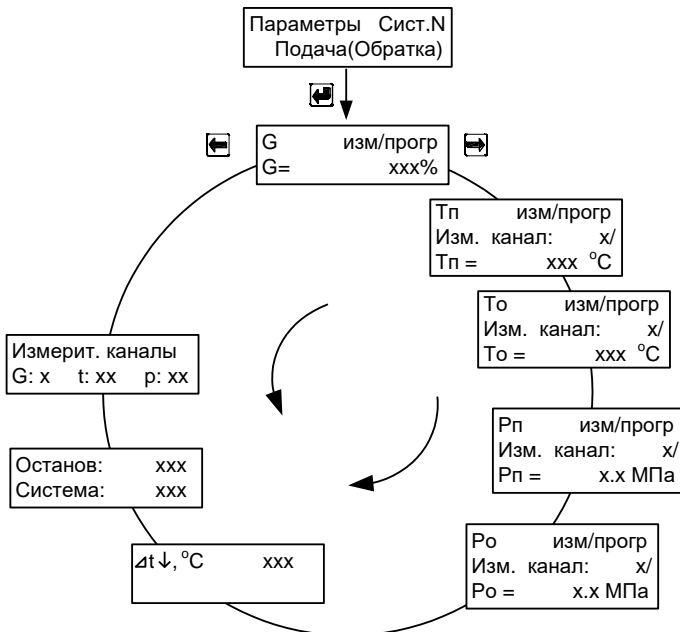 Параметры Сист.N
Подача(Обратка)
G изм/прогр
G= xxx%
Тп изм/прогр
Изм. канал: x/
Тп = xxx °С
То изм/прогр
Изм. канал: x/
То = xxx °С
Рп изм/прогр
Изм. канал: x/
Рп = x.x МПа
Ро изм/прогр
Изм. канал: x/
Ро = x.x МПа
⊿t↓, °С xxx
Останов: xxx
Система: xxx
Измерит. каналы
G: x t: xx p: xx